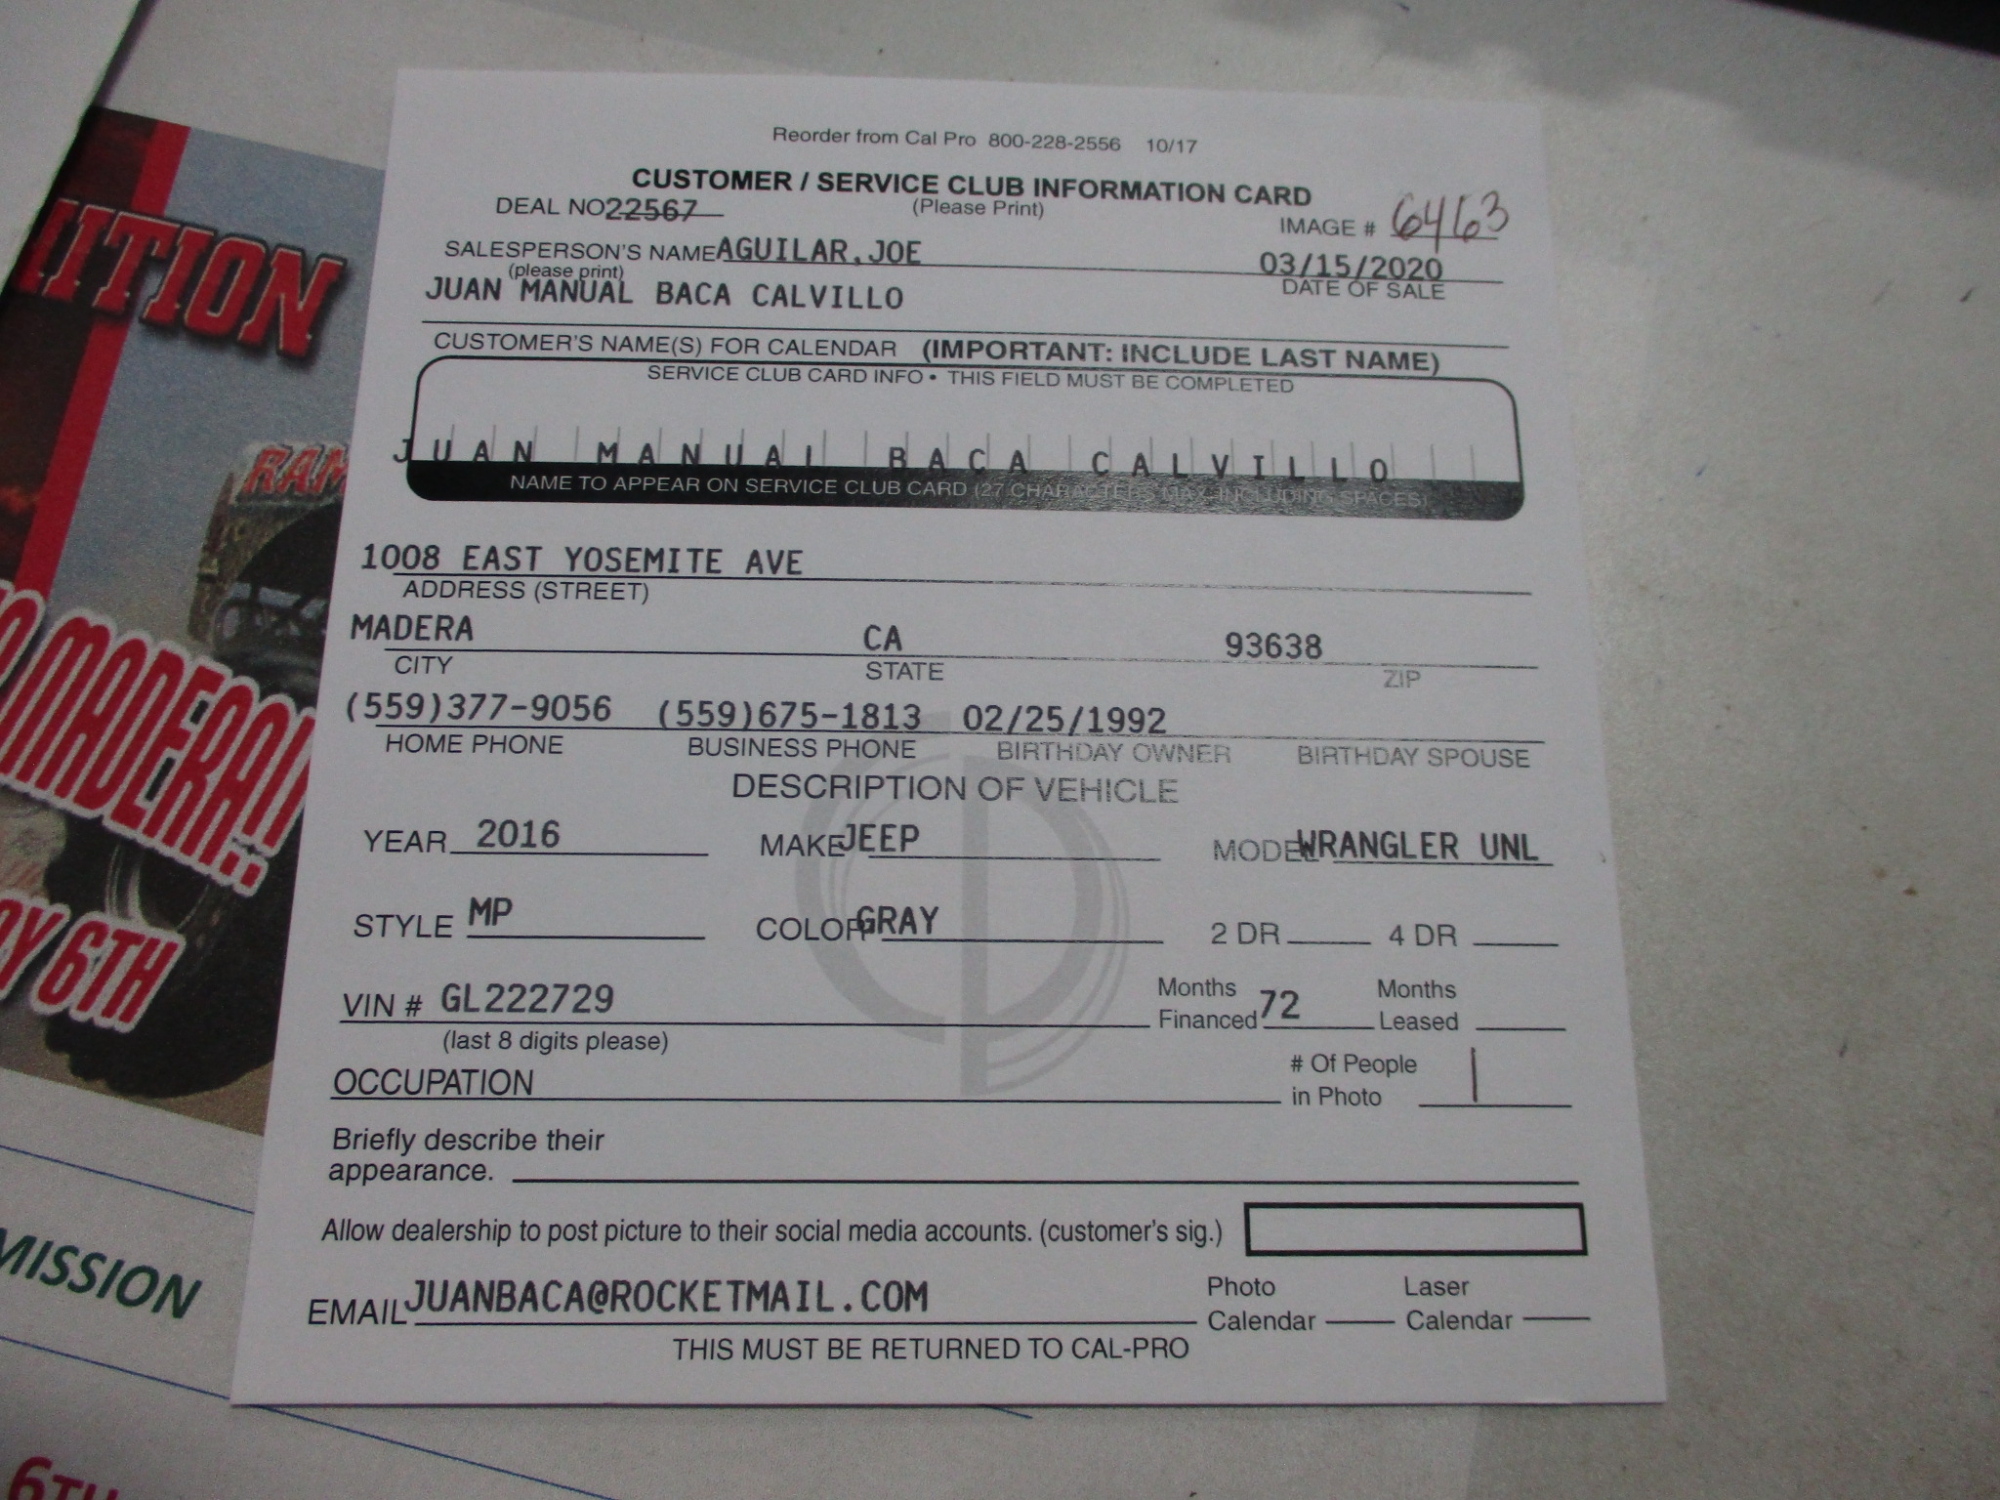 Reorder from Cal Pro 800-228-2556 10/17
CUSTOMER / SERVICE CLUB INFORMATION CARD
DEAL NO 22567 (Please Print) IMAGE # 6463
SALESPERSON'S NAME AGUILAR,JOE 03/15/2020
(please print) DATE OF SALE
JUAN MANUAL BACA CALVILLO
CUSTOMER'S NAME(S) FOR CALENDAR (IMPORTANT: INCLUDE LAST NAME)
SERVICE CLUB CARD INFO • THIS FIELD MUST BE COMPLETED
JUAN MANUAL BACA CALVILLO
NAME TO APPEAR ON SERVICE CLUB CARD (27 CHARACTERS MAX INCLUDING SPACES)
1008 EAST YOSEMITE AVE
ADDRESS (STREET)
MADERA CA 93638
CITY STATE ZIP
(559)377-9056 (559)675-1813 02/25/1992
HOME PHONE BUSINESS PHONE BIRTHDAY OWNER BIRTHDAY SPOUSE
DESCRIPTION OF VEHICLE
YEAR 2016 MAKE JEEP MODEL WRANGLER UNL
STYLE MP COLOR GRAY 2 DR 4 DR
VIN # GL222729 Months Financed 72 Months Leased
(last 8 digits please)
OCCUPATION # Of People in Photo 1
Briefly describe their
appearance.
Allow dealership to post picture to their social media accounts. (customer's sig.)
EMAIL JUANBACA@ROCKETMAIL.COM Photo Calendar Laser Calendar
THIS MUST BE RETURNED TO CAL-PRO
RAM
MADERA!!
6TH
6TH